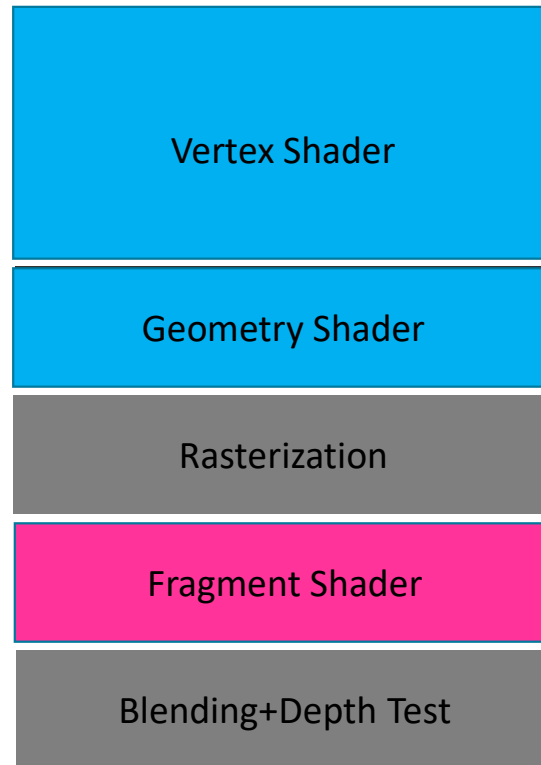 Vertex Shader
Geometry Shader
Rasterization
Fragment Shader
Blending+Depth Test